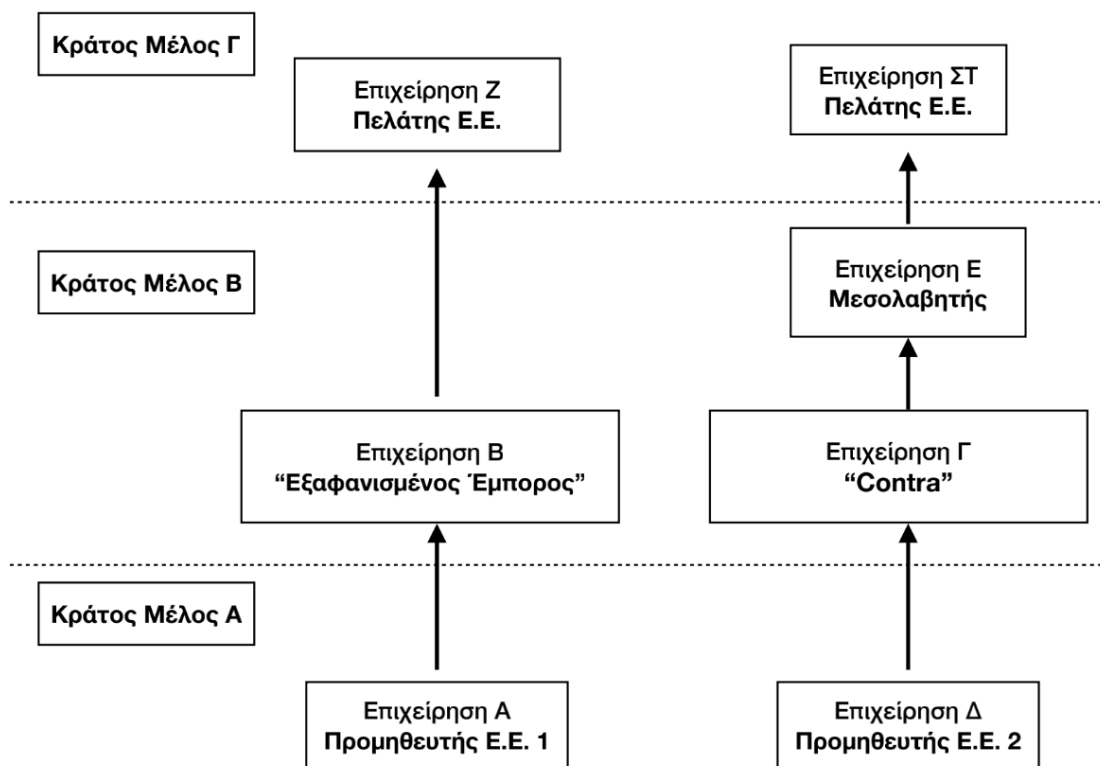 Κράτος Μέλος Γ
Επιχείρηση Ζ
Πελάτης Ε.Ε.
Επιχείρηση ΣΤ
Πελάτης Ε.Ε.
Κράτος Μέλος Β
Επιχείρηση Ε
Μεσολαβητής
Επιχείρηση Β
“Εξαφανισμένος Έμπορος”
Επιχείρηση Γ
“Contra”
Κράτος Μέλος Α
Επιχείρηση Α
Προμηθευτής Ε.Ε. 1
Επιχείρηση Δ
Προμηθευτής Ε.Ε. 2